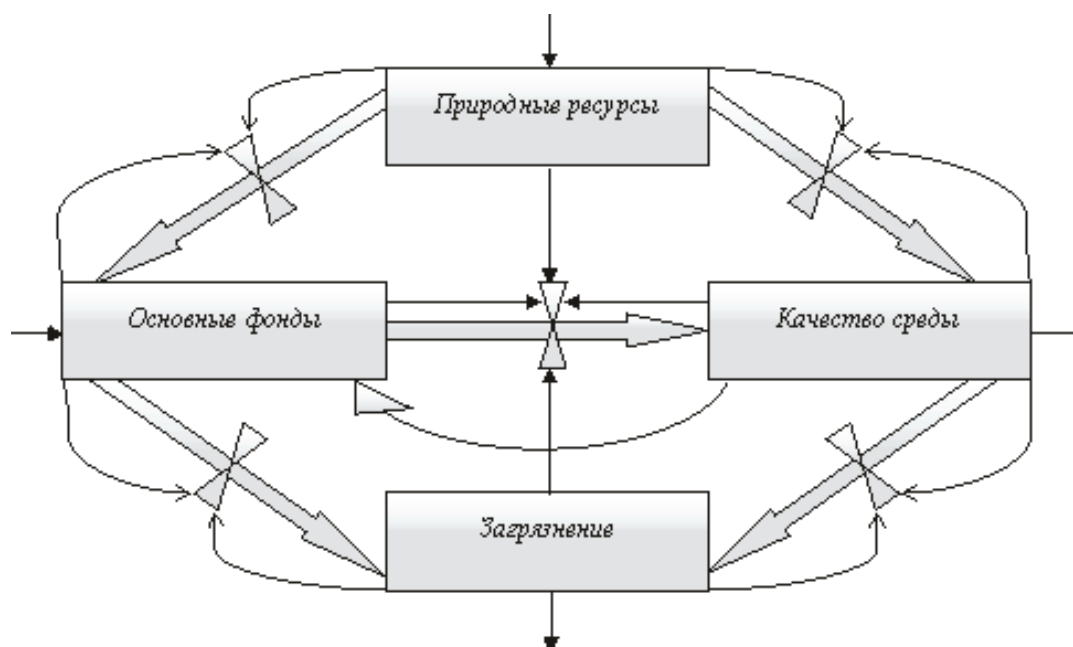 Природные ресурсы
Основные фонды
Качество среды
Загрязнение